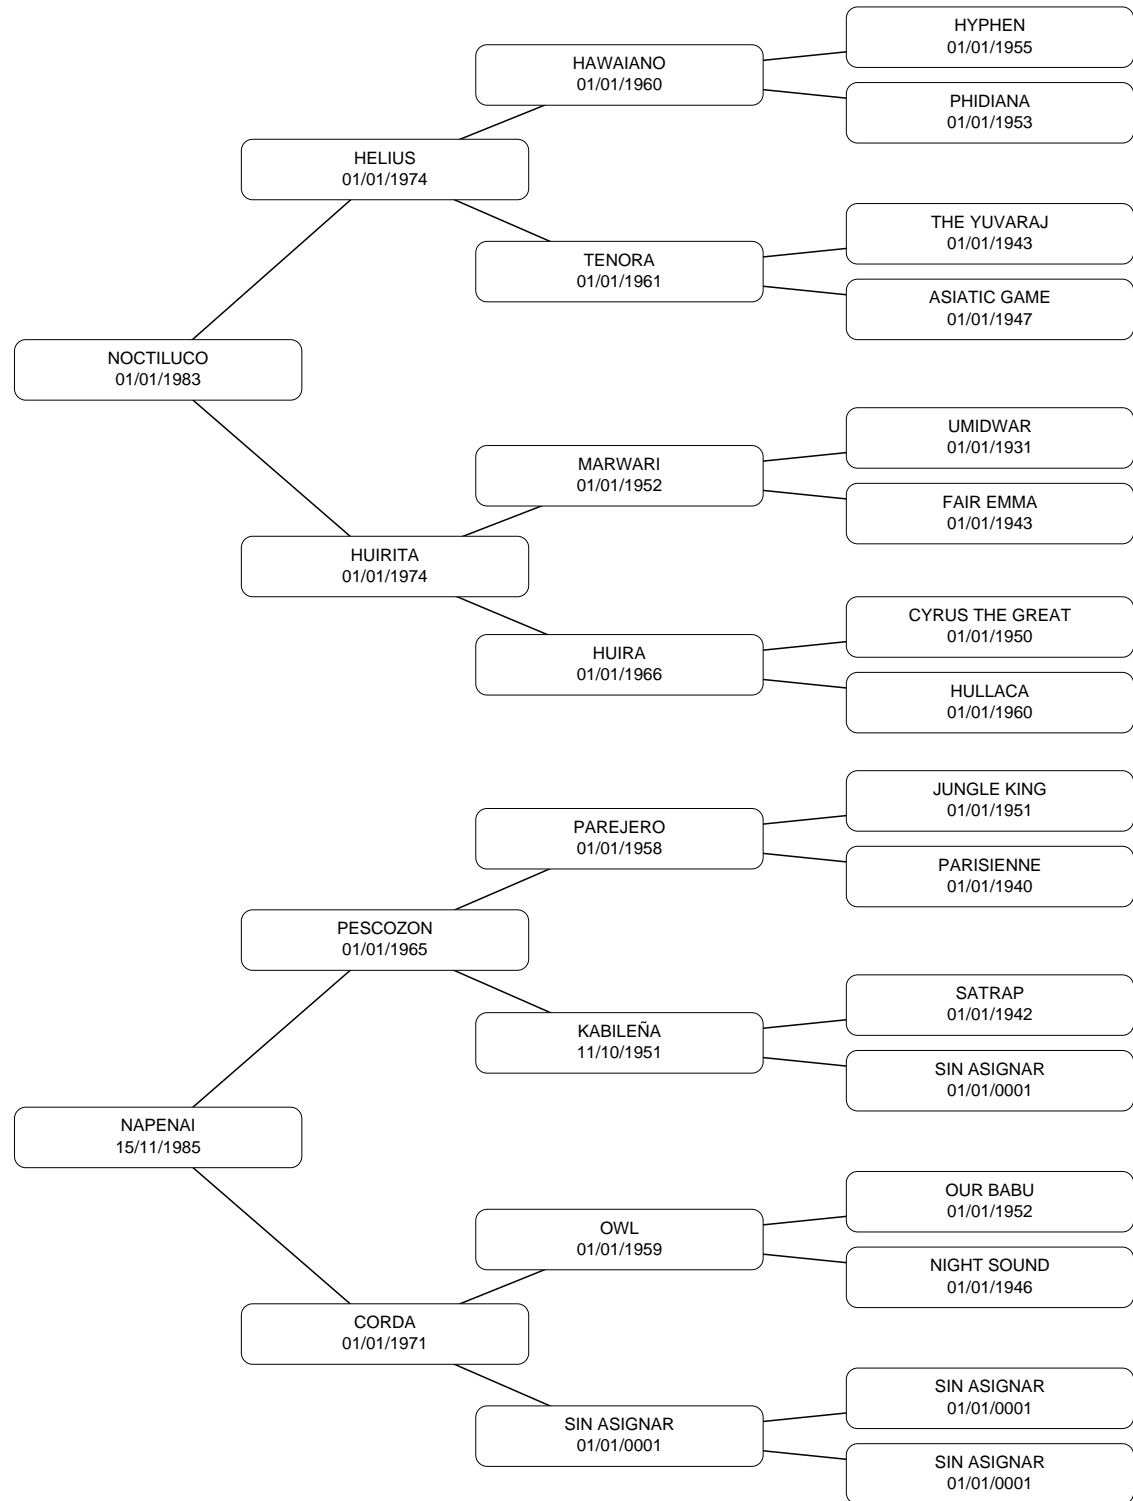 HYPHEN
01/01/1955
HAWAIANO
01/01/1960
PHIDIANA
01/01/1953
HELIUS
01/01/1974
THE YUVARAJ
01/01/1943
TENORA
01/01/1961
ASIATIC GAME
01/01/1947
NOCTILUCO
01/01/1983
UMIDWAR
01/01/1931
MARWARI
01/01/1952
FAIR EMMA
01/01/1943
HUIRITA
01/01/1974
CYRUS THE GREAT
01/01/1950
HUIRA
01/01/1966
HULLACA
01/01/1960
JUNGLE KING
01/01/1951
PAREJERO
01/01/1958
PARISIENNE
01/01/1940
PESCOZON
01/01/1965
SATRAP
01/01/1942
KABILEÑA
11/10/1951
SIN ASIGNAR
01/01/0001
NAPENAI
15/11/1985
OUR BABU
01/01/1952
OWL
01/01/1959
NIGHT SOUND
01/01/1946
CORDA
01/01/1971
SIN ASIGNAR
01/01/0001
SIN ASIGNAR
01/01/0001
SIN ASIGNAR
01/01/0001